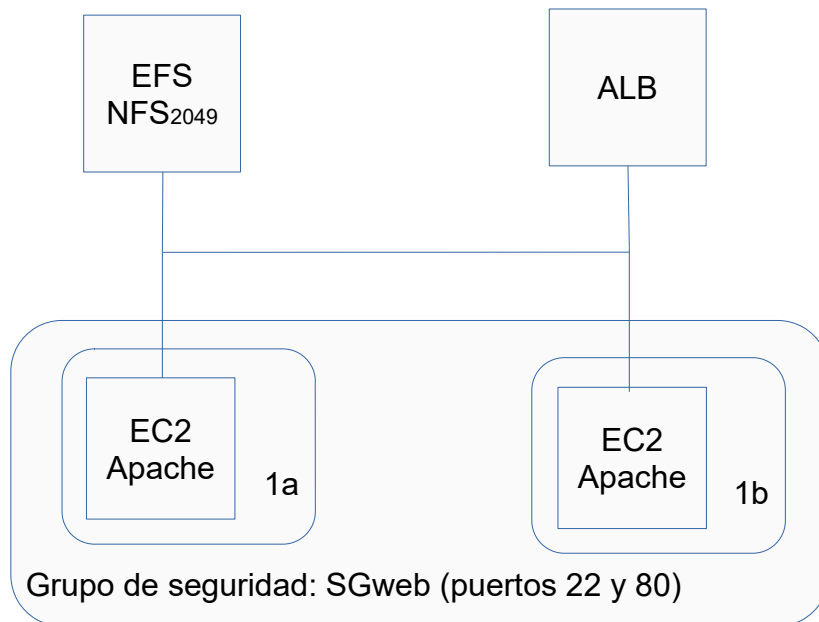 EFS
NFS2049
ALB
EC2
Apache
1a
EC2
Apache
1b
Grupo de seguridad: SGweb (puertos 22 y 80)